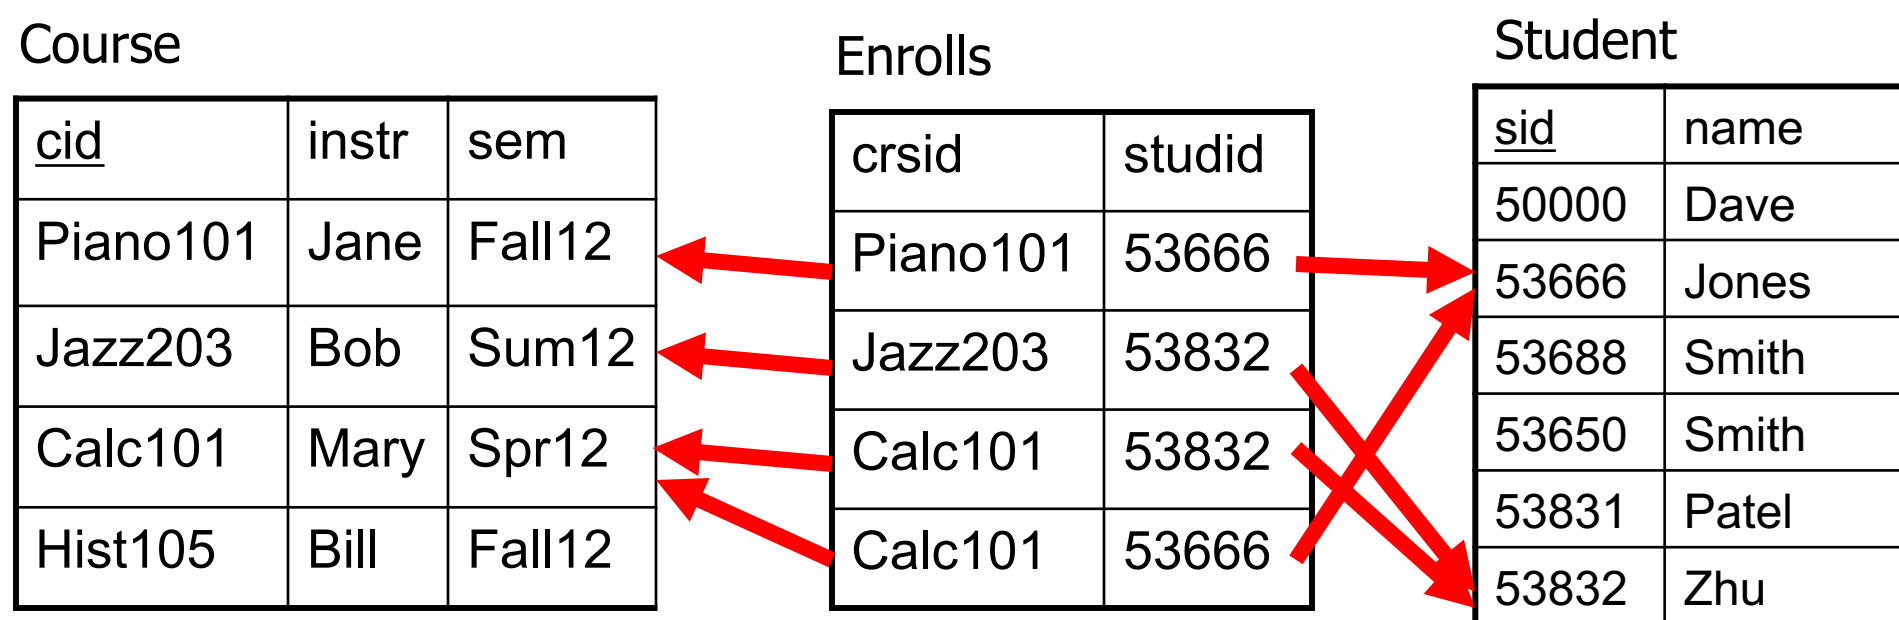 Course
cid instr sem
Piano101 Jane Fall12
Jazz203 Bob Sum12
Calc101 Mary Spr12
Hist105 Bill Fall12
Enrolls
crsid studid
Piano101 53666
Jazz203 53832
Calc101 53832
Calc101 53666
Student
sid name
50000 Dave
53666 Jones
53688 Smith
53650 Smith
53831 Patel
53832 Zhu